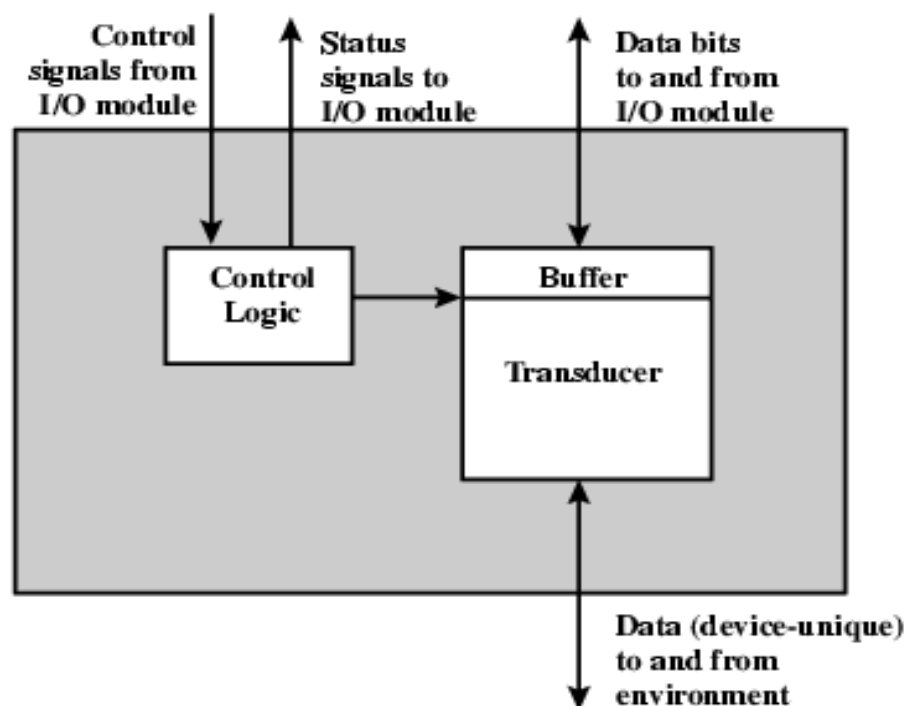 Control
signals from
I/O module
Status
signals to
I/O module
Data bits
to and from
I/O module
Control
Logic
Buffer
Transducer
Data (device-unique)
to and from
environment